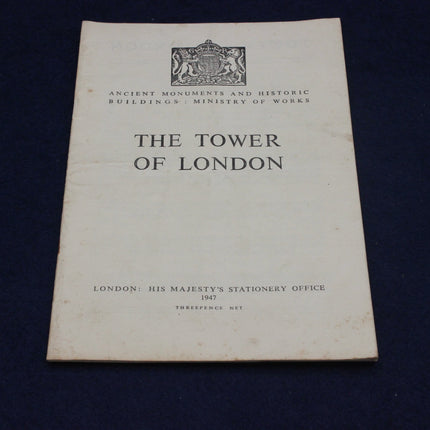 ANCIENT MONUMENTS AND HISTORIC
BUILDINGS : MINISTRY OF WORKS
THE TOWER
OF LONDON
LONDON: HIS MAJESTY'S STATIONERY OFFICE
1947
THREEPENCE NET